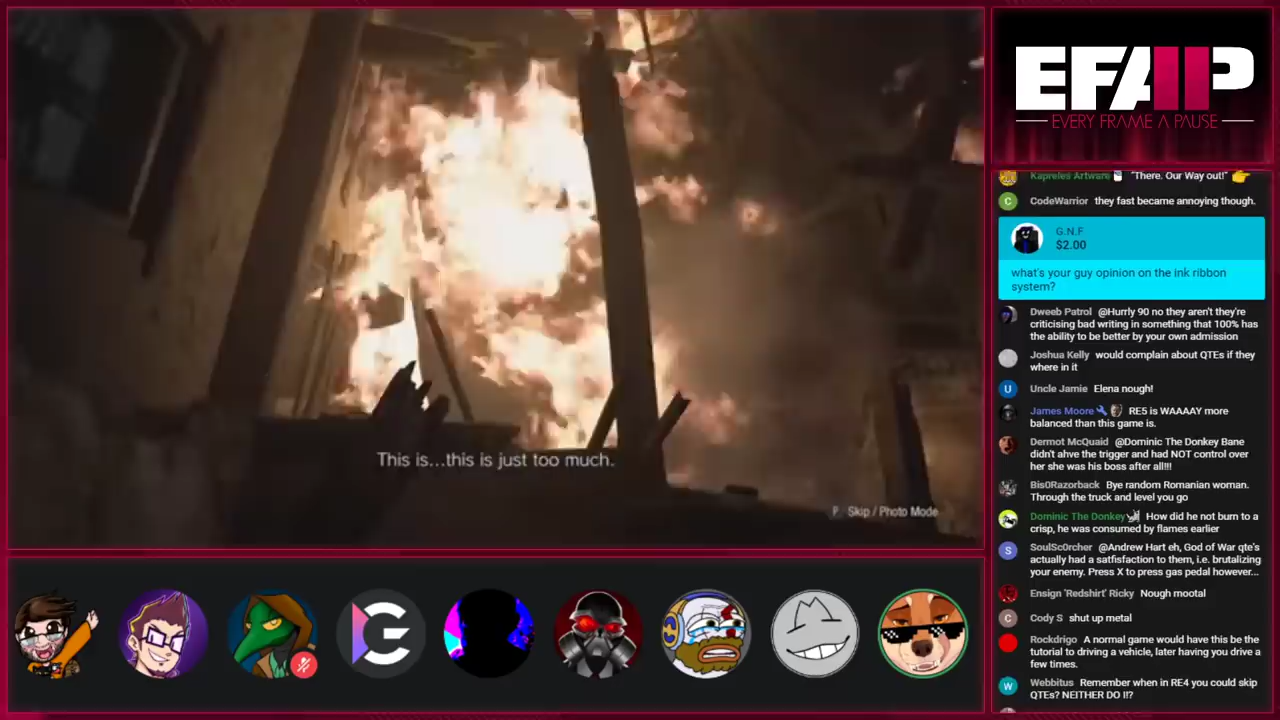 This is...this is just too much.
Skip / Photo Mode
EFAP
EVERY FRAME A PAUSE
Kapreles Artware "There. Our Way out!"
C CodeWarrior they fast became annoying though.
G.N.F
$2.00
what's your guy opinion on the ink ribbon
system?
Dweeb Patrol @Hurrly 90 no they aren't they're
criticising bad writing in something that 100% has
the ability to be better by your own admission
Joshua Kelly would complain about QTEs if they
where in it
U Uncle Jamie Elena nough!
James Moore RE5 is WAAAAY more
balanced than this game is.
Dermot McQuaid @Dominic The Donkey Bane
didn't ahve the trigger and had NOT control over
her she was his boss after all!!!
Bis0Razorback Bye random Romanian woman.
Through the truck and level you go
Dominic The Donkey How did he not burn to a
crisp, he was consumed by flames earlier
S SoulSc0rcher @Andrew Hart eh, God of War qte's
actually had a satfisfaction to them, i.e. brutalizing
your enemy. Press X to press gas pedal however...
Ensign 'Redshirt' Ricky Nough mootal
C Cody S shut up metal
Rockdrigo A normal game would have this be the
tutorial to driving a vehicle, later having you drive a
few times.
W Webbitus Remember when in RE4 you could skip
QTEs? NEITHER DO I!?